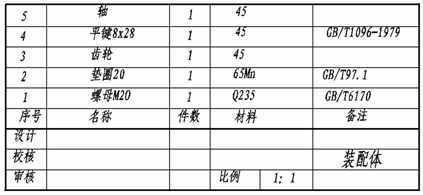 5 轴 1 45
4 平键8x28 1 45 GB/T1096-1979
3 齿轮 1 45
2 垫圈20 1 65Mn GB/T97.1
1 螺母M20 1 Q235 GB/T6170
序号 名称 件数 材料 备注
设计
校核 装配体
审核 比例 1:1